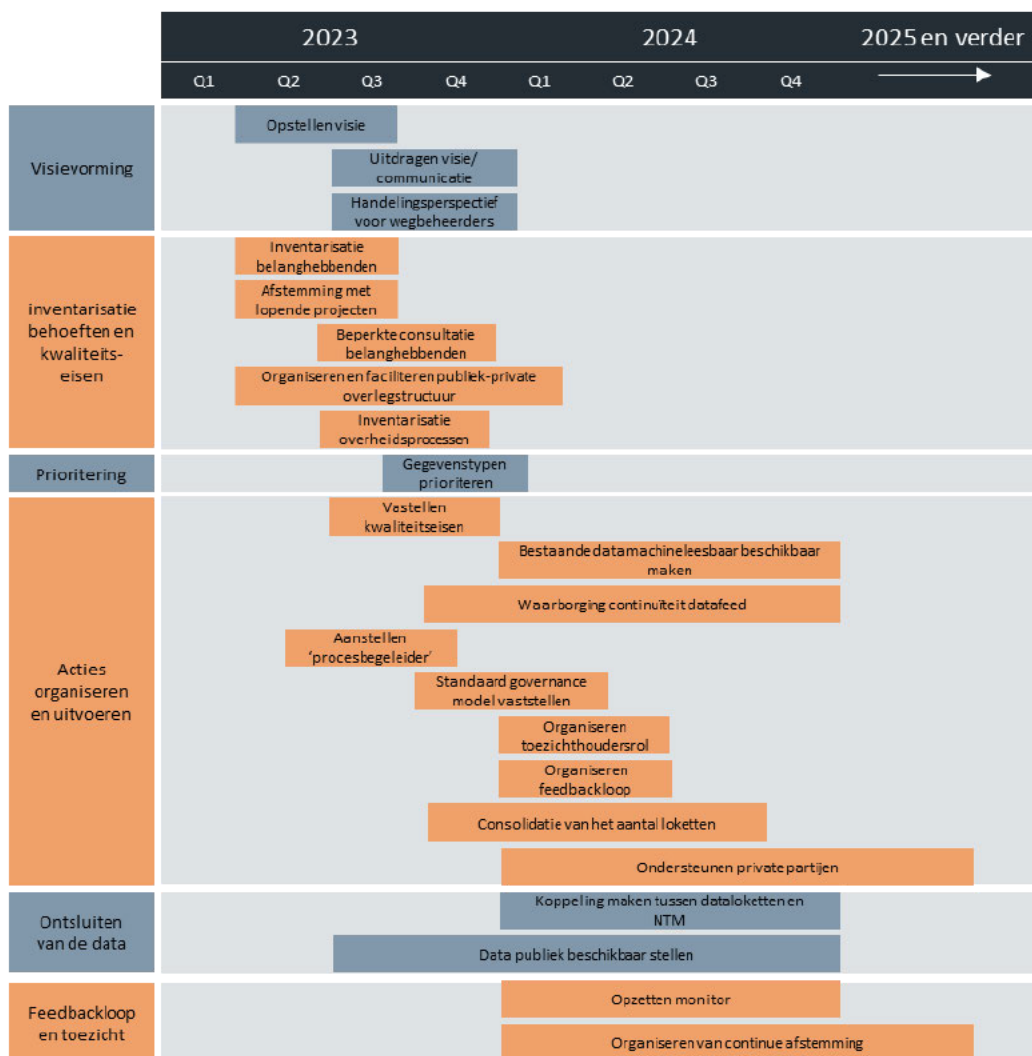 2023
2024
2025 en verder
Q1
Q2
Q3
Q4
Q1
Q2
Q3
Q4
Visievorming
Opstellen visie
Uitdragen visie/
communicatie
Handelingsperspectief
voor wegbeheerders
inventarisatie
behoeften en
kwaliteits-
eisen
Inventarisatie
belanghebbenden
Afstemming met
lopende projecten
Beperkte consultatie
belanghebbenden
Organiseren en faciliteren publiek-private
overlegstructuur
Inventarisatie
overheidsprocessen
Prioritering
Gegevenstypen
prioriteren
Acties
organiseren
en uitvoeren
Vastellen
kwaliteitseisen
Bestaande data machineleesbaar beschikbaar
maken
Waarborging continuïteit datafeed
Aanstellen
‘procesbegeleider’
Standaard governance
model vaststellen
Organiseren
toezichthoudersrol
Organiseren
feedbackloop
Consolidatie van het aantal loketten
Ondersteunen private partijen
Ontsluiten
van de data
Koppeling maken tussen dataloketten en
NTM
Data publiek beschikbaar stellen
Feedbackloop
en toezicht
Opzetten monitor
Organiseren van continue afstemming